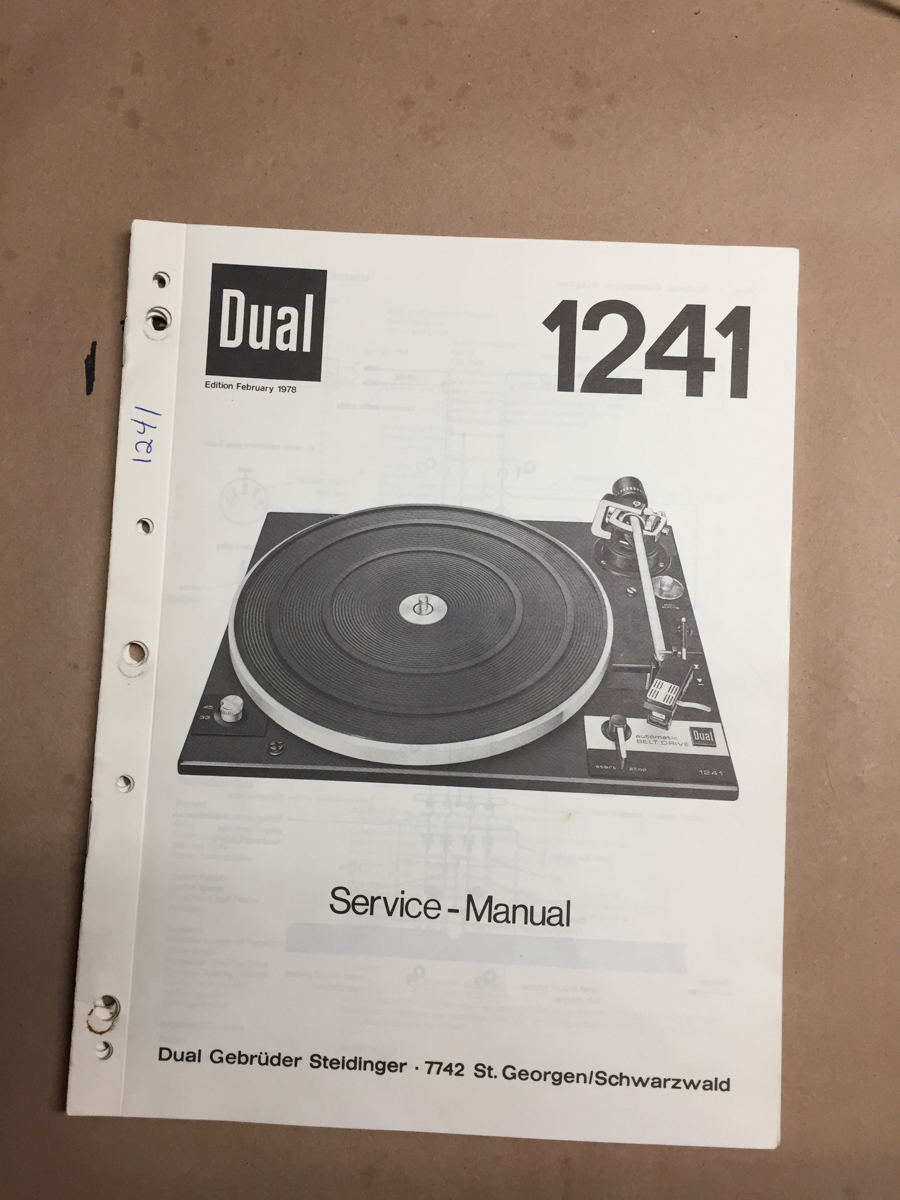 Dual
1241
Edition February 1978
1241
45
33
automatic
BELT DRIVE
Dual
start stop
1241
Service-Manual
Dual Gebrüder Steidinger · 7742 St. Georgen/Schwarzwald